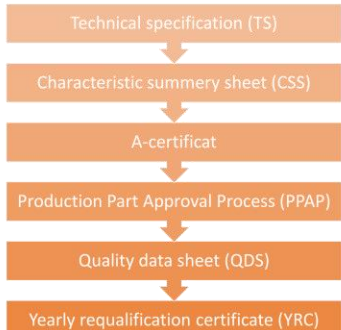 Technical specification (TS)
Characteristic summery sheet (CSS)
A-certificat
Production Part Approval Process (PPAP)
Quality data sheet (QDS)
Yearly requalification certificate (YRC)